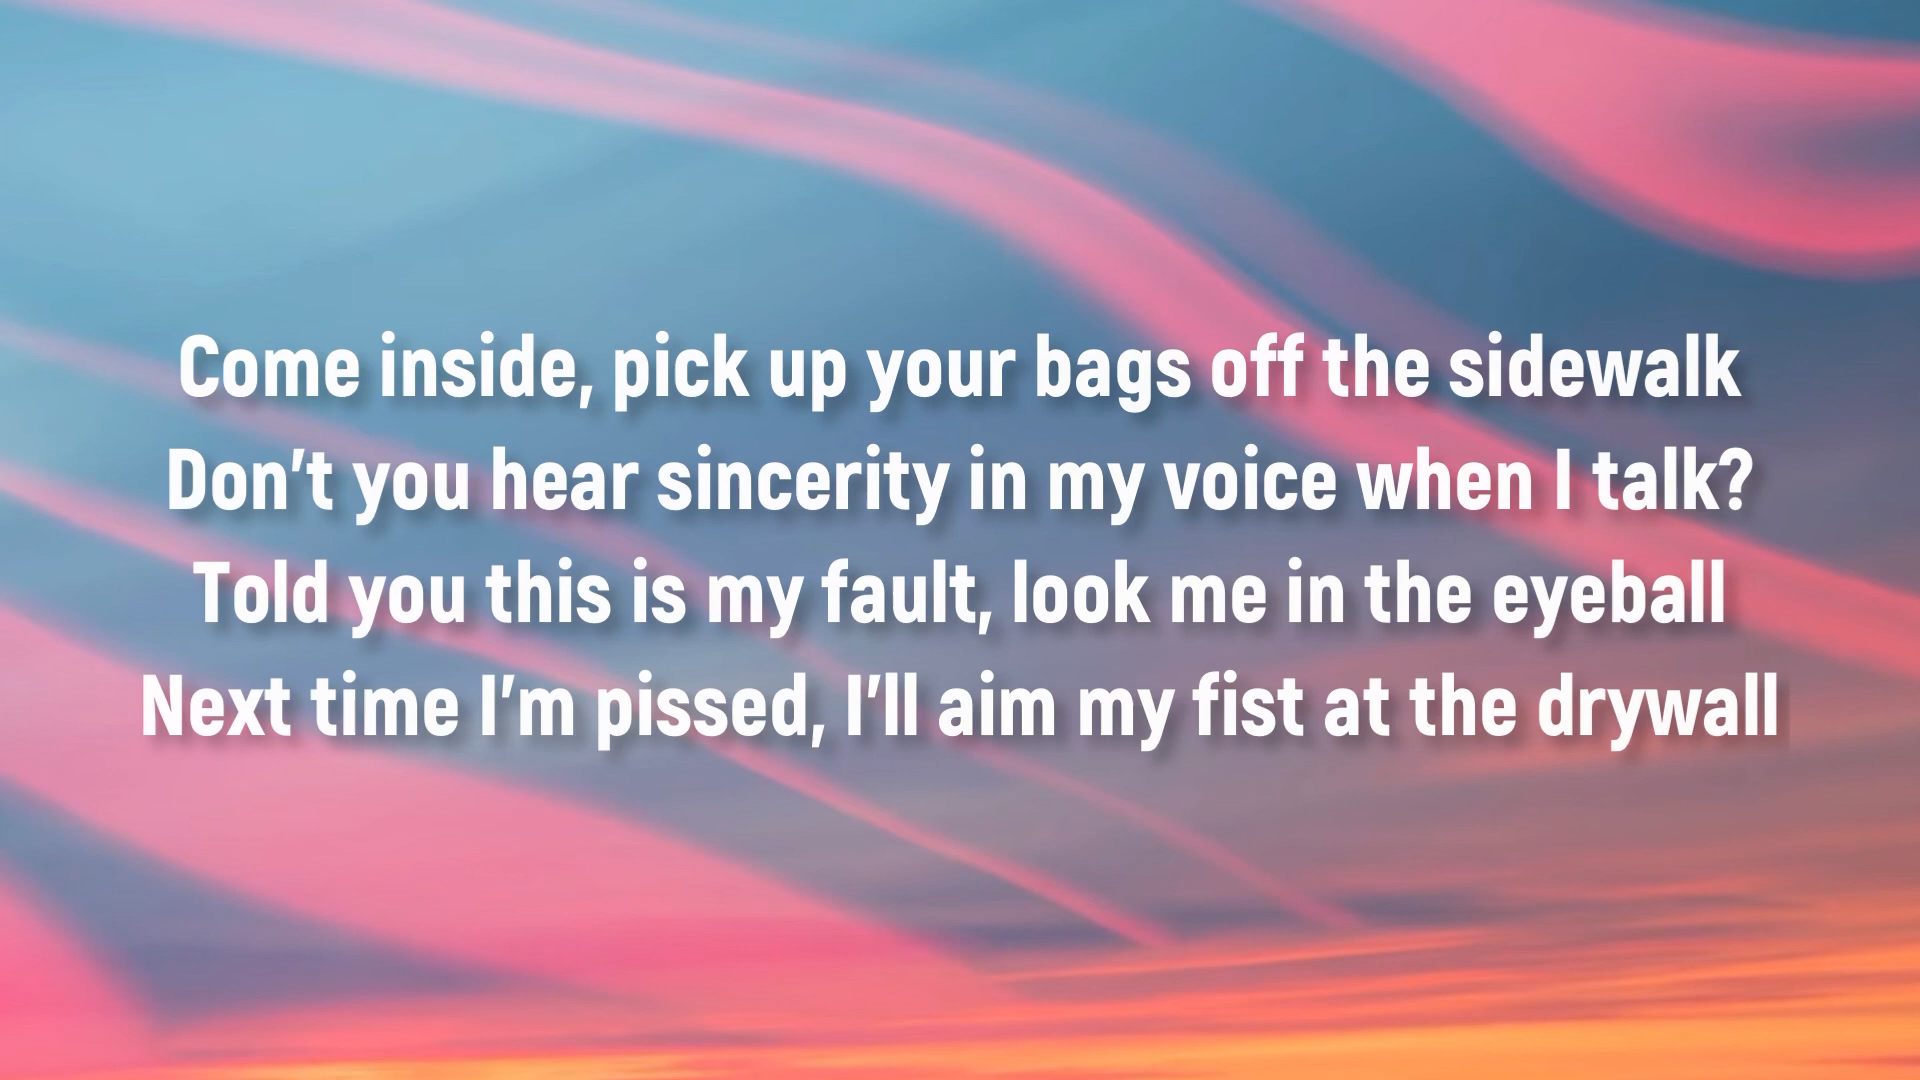 Come inside, pick up your bags off the sidewalk
Don't you hear sincerity in my voice when I talk?
Told you this is my fault, look me in the eyeball
Next time I'm pissed, I'll aim my fist at the drywall